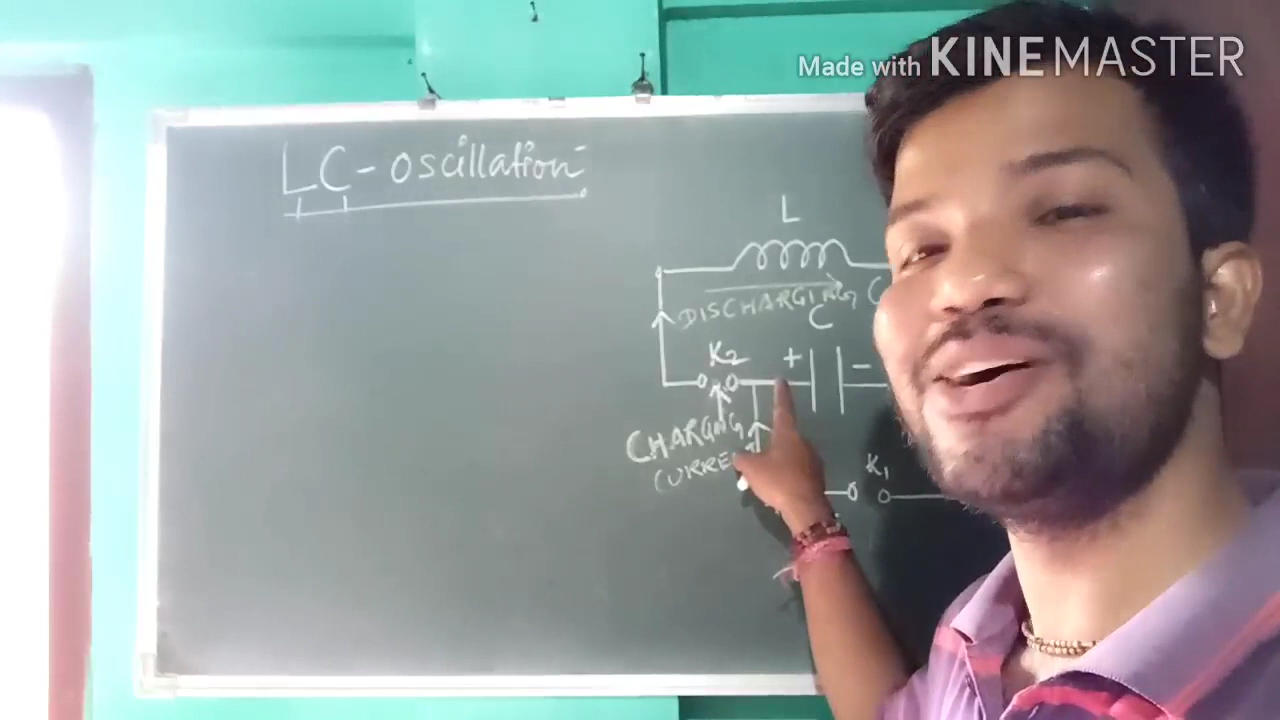 Made with KINEMASTER
LC-oscillation
L
DISCHARGING C
C
K2
+ -
CHARGING
K1